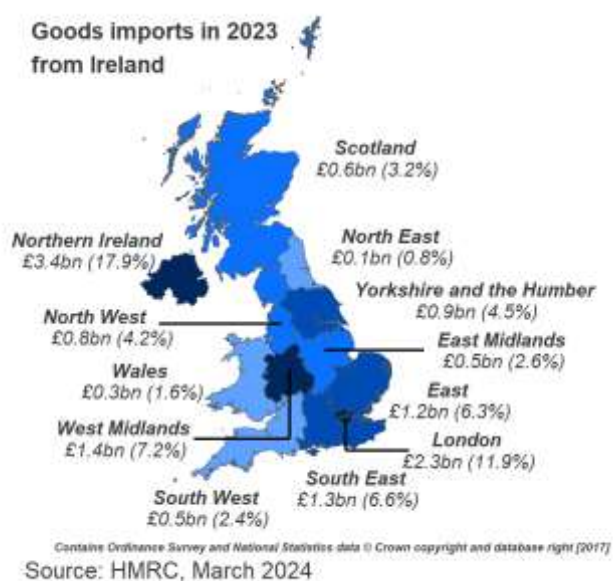 Goods imports in 2023
from Ireland
Scotland
£0.6bn (3.2%)
Northern Ireland
£3.4bn (17.9%)
North East
£0.1bn (0.8%)
Yorkshire and the Humber
£0.9bn (4.5%)
North West
£0.8bn (4.2%)
East Midlands
£0.5bn (2.6%)
Wales
£0.3bn (1.6%)
East
£1.2bn (6.3%)
West Midlands
£1.4bn (7.2%)
London
£2.3bn (11.9%)
South East
£1.3bn (6.6%)
South West
£0.5bn (2.4%)
Contains Ordinance Survey and National Statistics data © Crown copyright and database right [2017]
Source: HMRC, March 2024